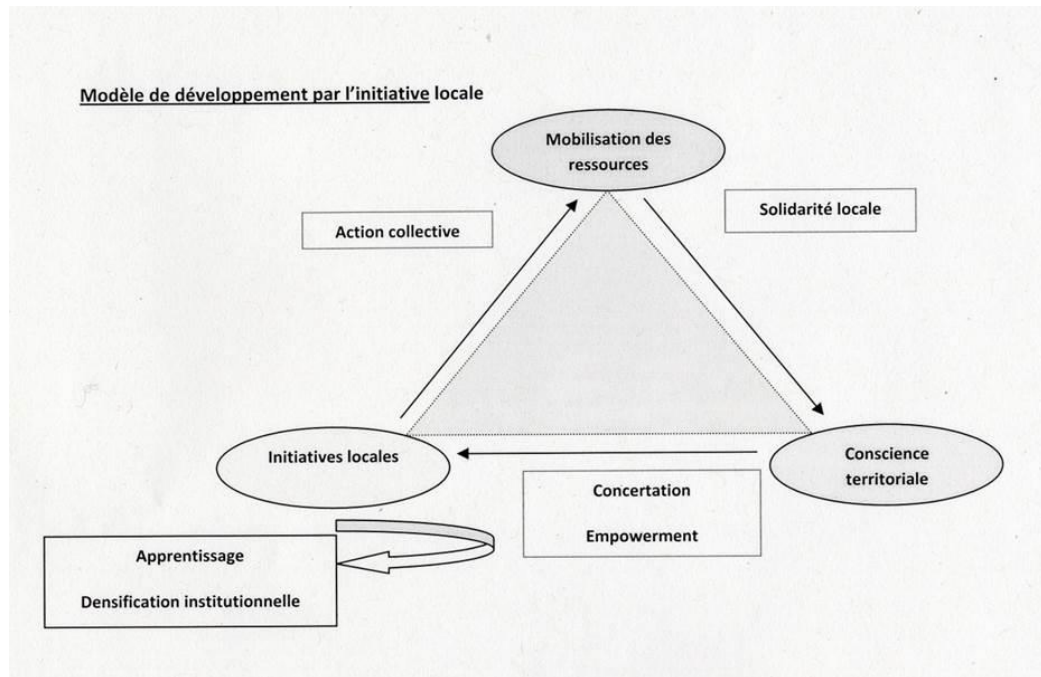 Modèle de développement par l'initiative locale
Mobilisation des
ressources
Action collective
Solidarité locale
Initiatives locales
Conscience
territoriale
Concertation
Empowerment
Apprentissage
Densification institutionnelle